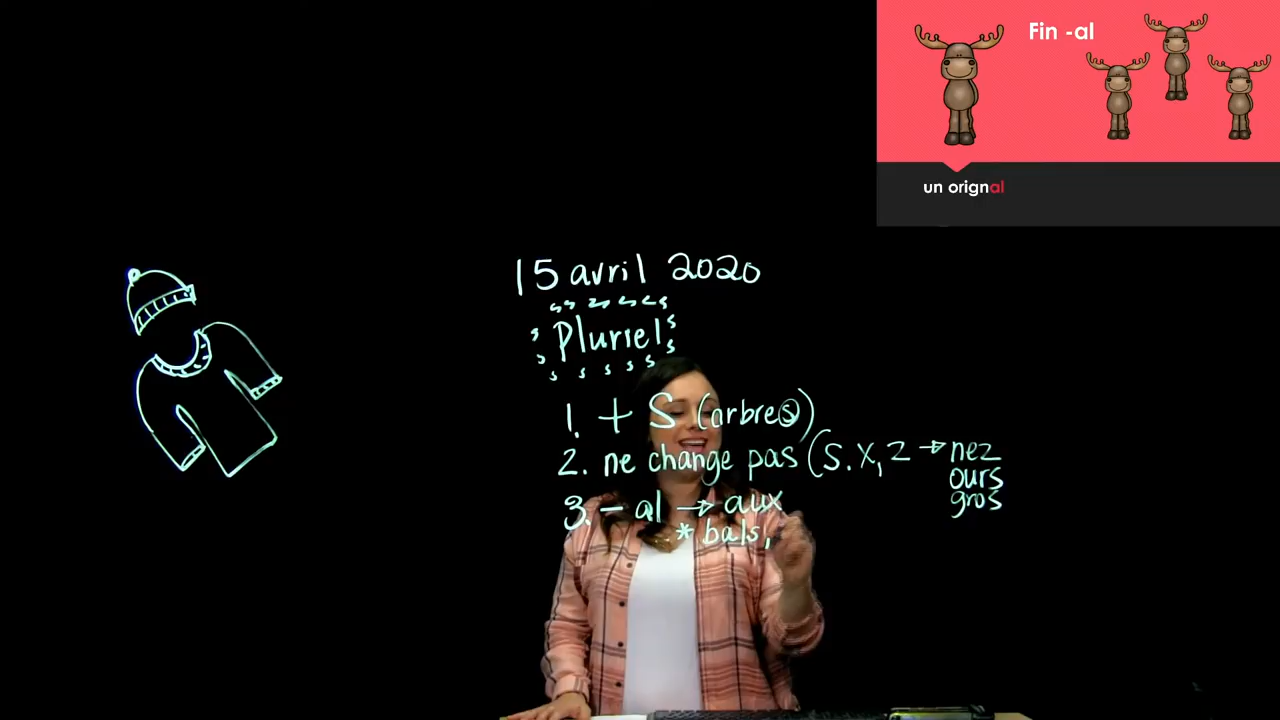 Fin -al
un orignal
15 avril 2020
Pluriel
1. + S (arbres)
2. ne change pas (S. X, Z → nez
ours
gros
3. - al → aux
* bals,